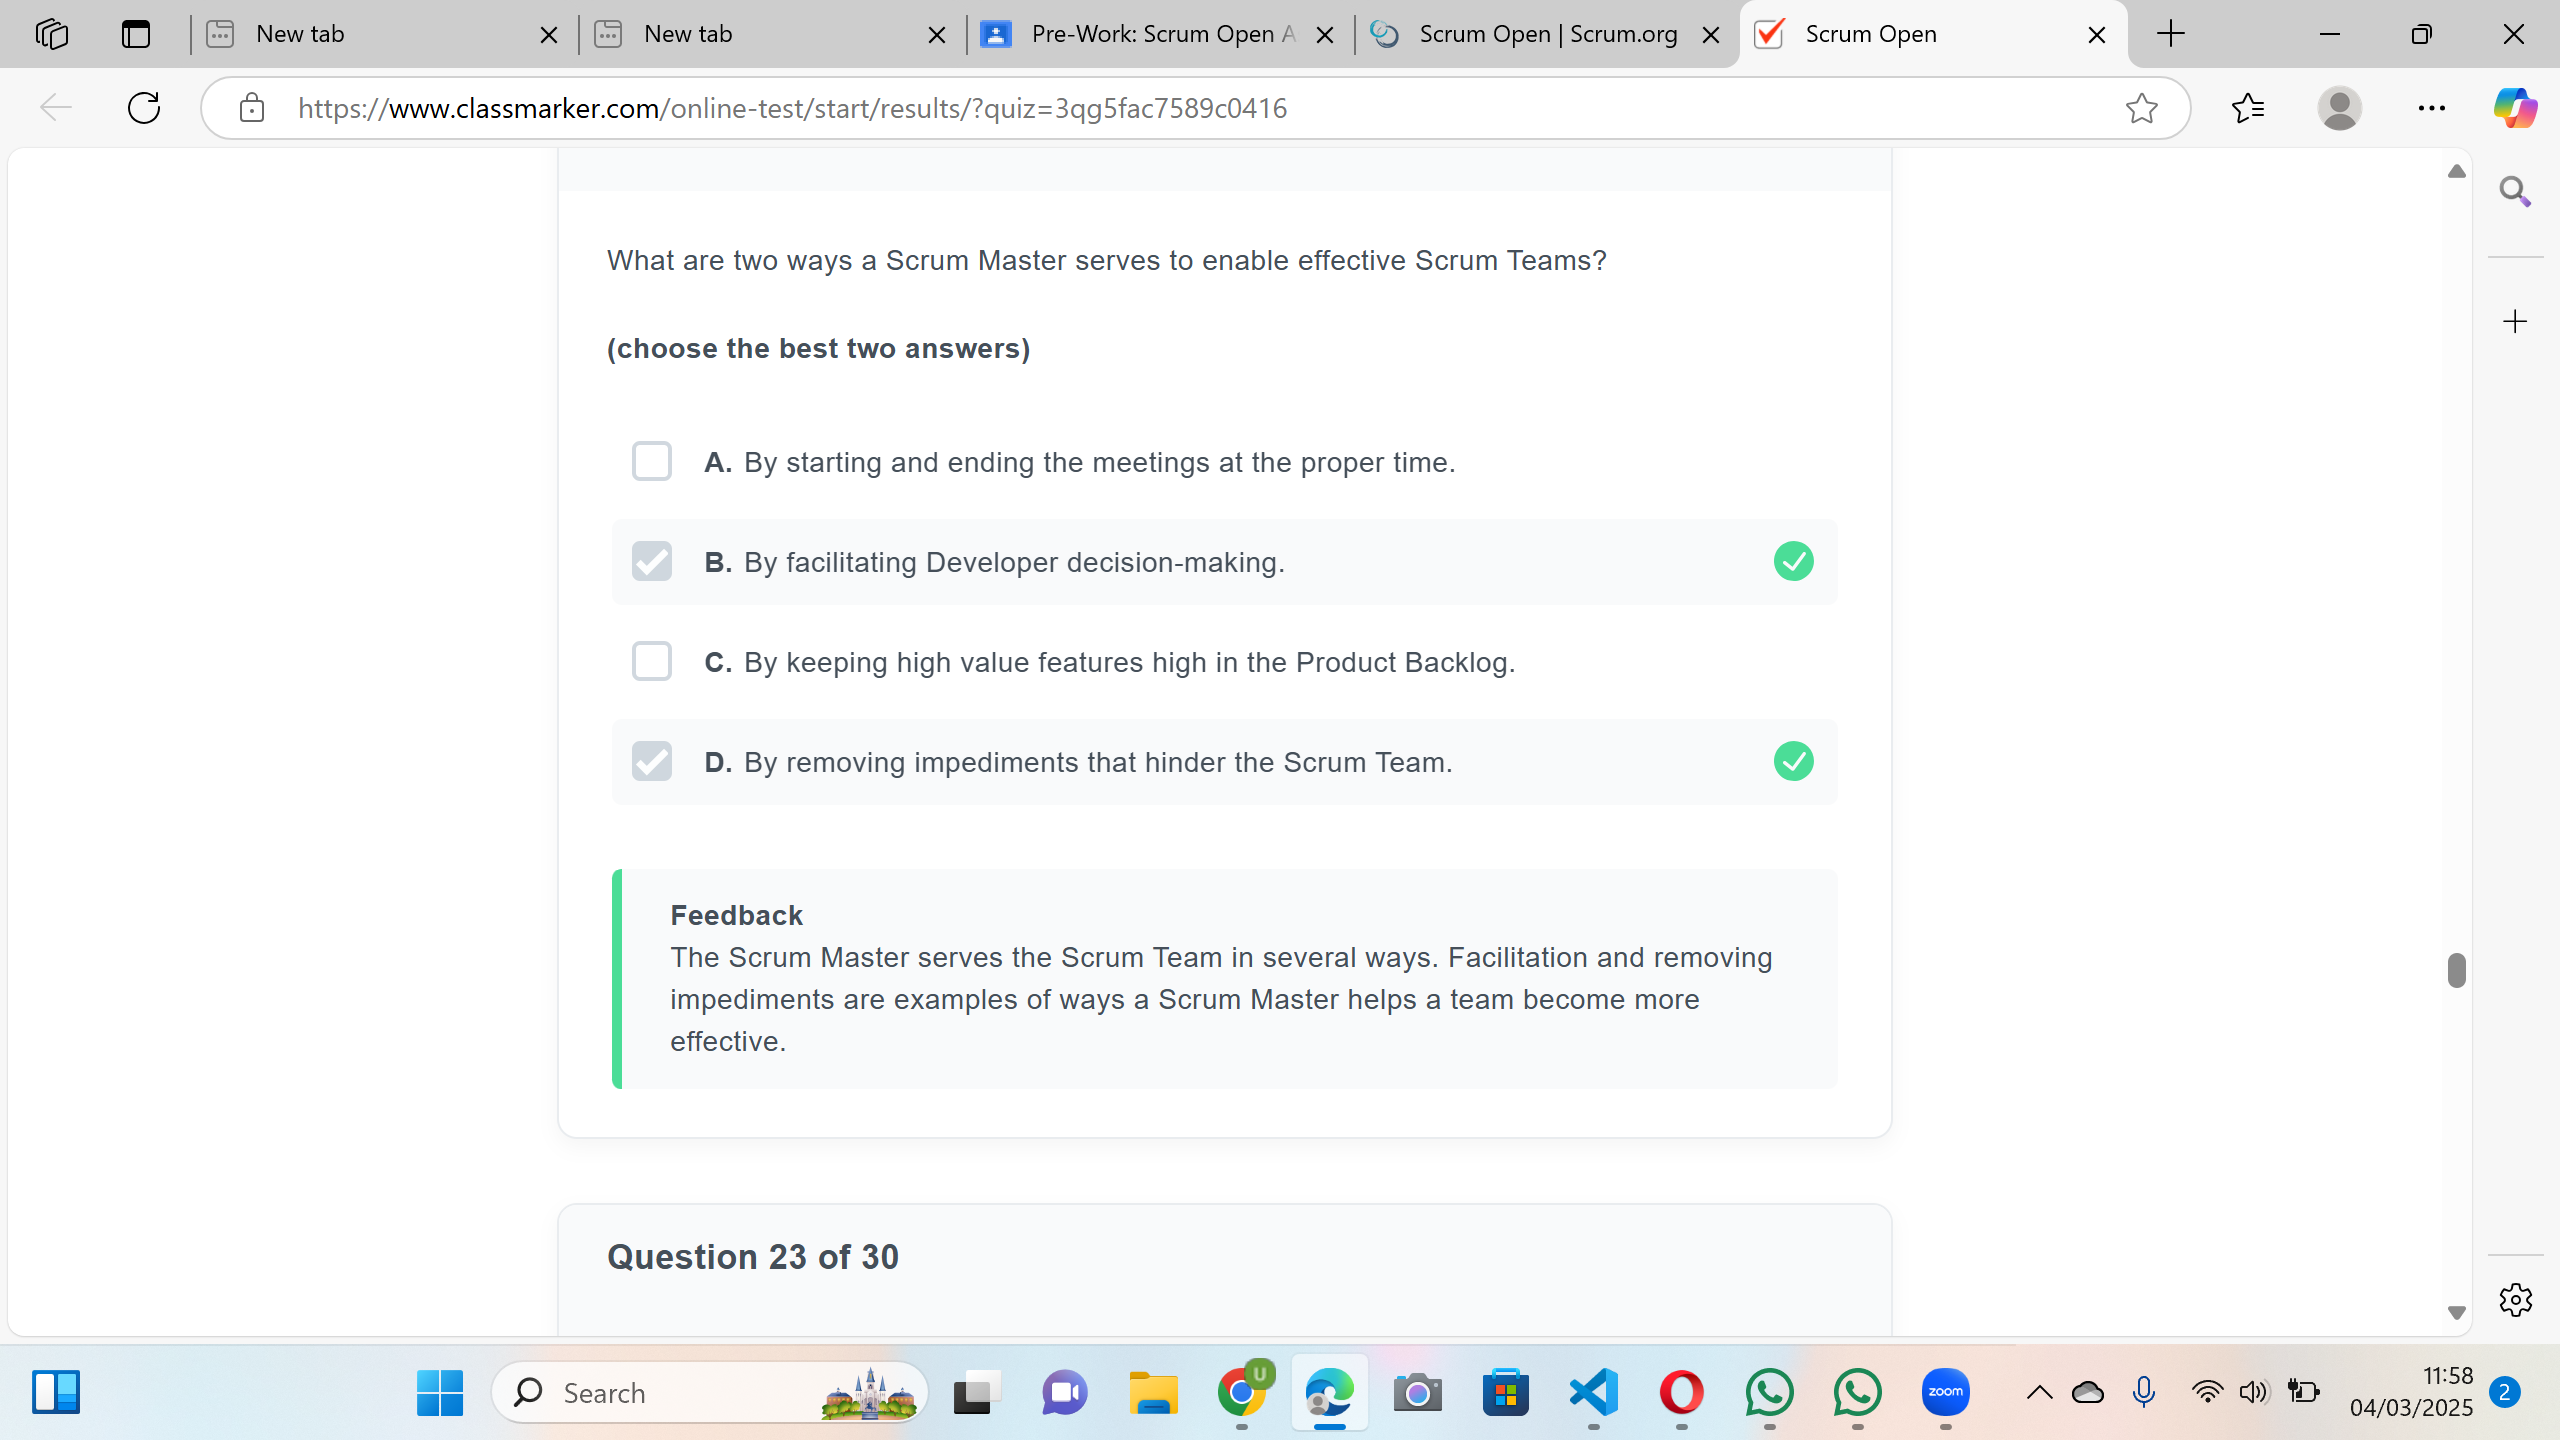 New tab
New tab
Pre-Work: Scrum Open A
Scrum Open | Scrum.org
Scrum Open
https://www.classmarker.com/online-test/start/results/?quiz=3qg5fac7589c0416
What are two ways a Scrum Master serves to enable effective Scrum Teams?
(choose the best two answers)
A. By starting and ending the meetings at the proper time.
B. By facilitating Developer decision-making.
C. By keeping high value features high in the Product Backlog.
D. By removing impediments that hinder the Scrum Team.
Feedback
The Scrum Master serves the Scrum Team in several ways. Facilitation and removing
impediments are examples of ways a Scrum Master helps a team become more
effective.
Question 23 of 30
Search
U
zoom
11:58
04/03/2025
2